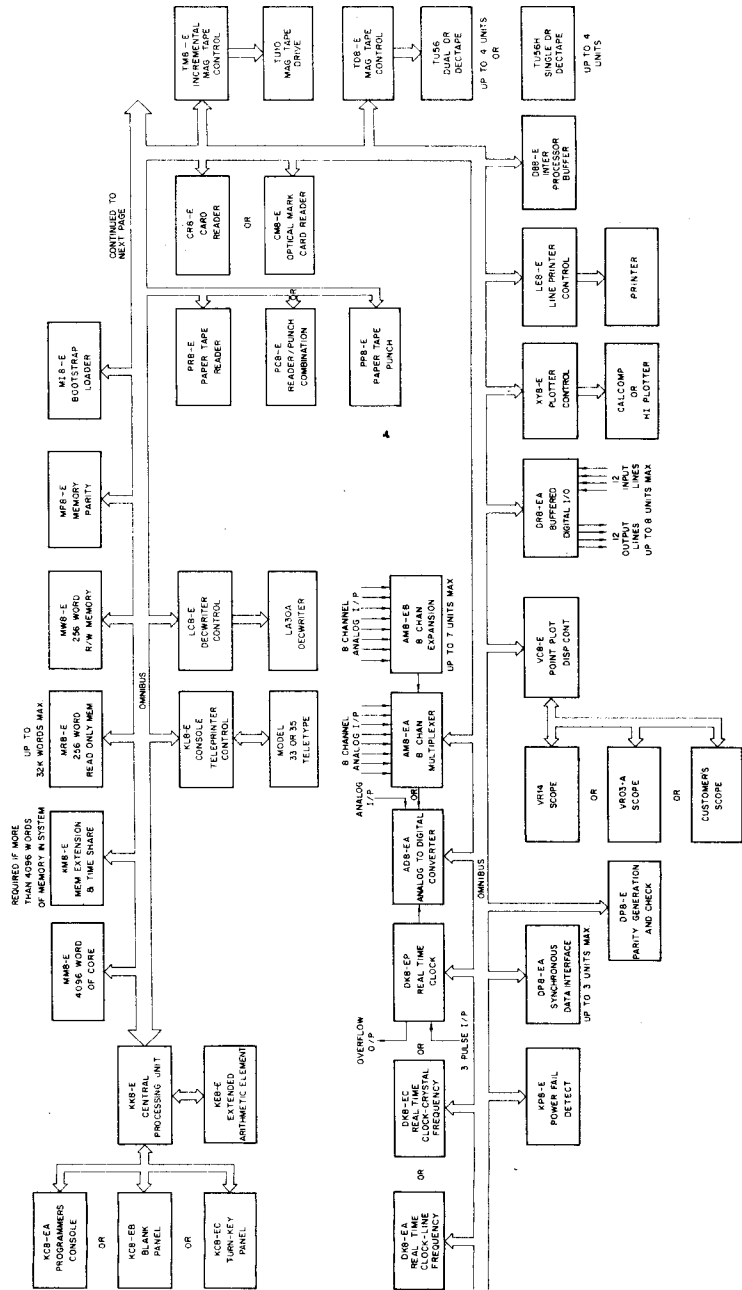 KC8-EA
PROGRAMMERS
CONSOLE
OR
KC8-EB
BLANK
PANEL
OR
KC8-EC
TURN-KEY
PANEL
KK8-E
CENTRAL
PROCESSING UNIT
KE8-E
EXTENDED
ARITHMETIC ELEMENT
MM8-E
4096 WORD
OF CORE
REQUIRED IF MORE
THAN 4096 WORDS
OF MEMORY IN SYSTEM
KM8-E
MEM EXTENSION
& TIME SHARE
UP TO
32K WORDS MAX.
MR8-E
256 WORD
READ ONLY MEM
MW8-E
256 WORD
R/W MEMORY
MP8-E
MEMORY
PARITY
MI8-E
BOOTSTRAP
LOADER
CONTINUED TO
NEXT PAGE
OMNIBUS
KL8-E
CONSOLE
TELEPRINTER
CONTROL
MODEL
33 OR 35
TELETYPE
LC8-E
DECWRITER
CONTROL
LA30A
DECWRITER
PR8-E
PAPER TAPE
READER
PC8-E
READER/PUNCH
COMBINATION
OR
PP8-E
PAPER TAPE
PUNCH
CR8-E
CARD
READER
OR
CM8-E
OPTICAL MARK
CARD READER
TM8-E
INCREMENTAL
MAG TAPE
CONTROL
TU10
MAG TAPE
DRIVE
TD8-E
MAG TAPE
CONTROL
TU56
DUAL DR
DECTAPE
UP TO 4 UNITS
OR
TU56H
SINGLE DR
DECTAPE
UP TO 4
UNITS
DK8-EA
REAL TIME
CLOCK-LINE
FREQUENCY
OR
DK8-EC
REAL TIME
CLOCK-CRYSTAL
FREQUENCY
OR
OVERFLOW
O/P
3 PULSE I/P
DK8-EP
REAL TIME
CLOCK
ANALOG
I/P
AD8-EA
ANALOG TO DIGITAL
CONVERTER
OR
8 CHANNEL
ANALOG I/P
AM8-EA
8 CHAN
MULTIPLEXER
8 CHANNEL
ANALOG I/P
AM8-EB
8 CHAN
EXPANSION
UP TO 7 UNITS MAX
OMNIBUS
KP8-E
POWER FAIL
DETECT
DP8-EA
SYNCHRONOUS
DATA INTERFACE
UP TO 3 UNITS MAX
DP8-E
PARITY GENERATION
AND CHECK
VC8-E
POINT PLOT
DISP CONT
VR14
SCOPE
OR
VR03-A
SCOPE
OR
CUSTOMER'S
SCOPE
DR8-EA
BUFFERED
DIGITAL I/O
12
OUTPUT
LINES
12
INPUT
LINES
UP TO 8 UNITS MAX
XY8-E
PLOTTER
CONTROL
CALCOMP
OR
HI PLOTTER
LE8-E
LINE PRINTER
CONTROL
PRINTER
DB8-E
INTER
PROCESSOR
BUFFER